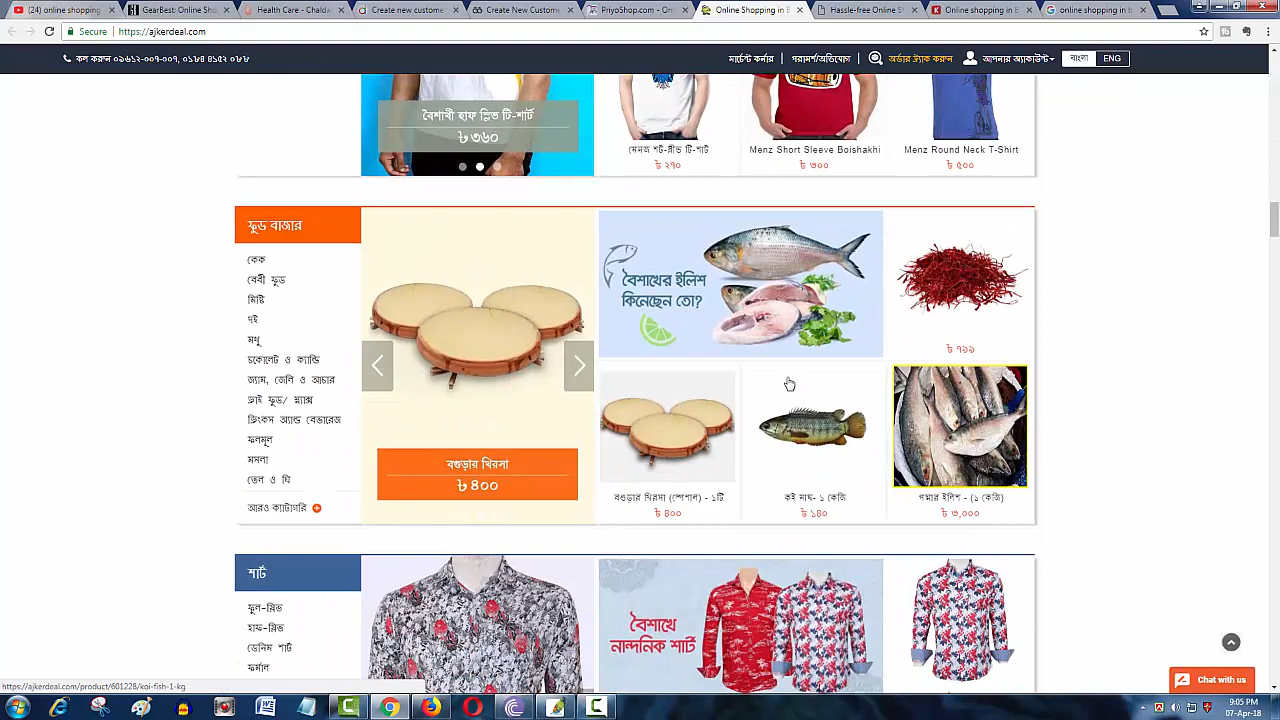 (24) online shopping
GearBest: Online Sho
Health Care - Chalda
Create new custome
Create New Custome
PriyoShop.com - Onl
Online Shopping in B
Hassle-free Online S
Online shopping in B
online shopping in b
Secure
https://ajkerdeal.com
কল করুন ০৯৬১২-০০৭-০০৭, ০১৮৪ ৪১৫২ ০৮৮
মার্চেন্ট কর্নার
পরামর্শ/অভিযোগ
অর্ডার ট্র্যাক করুন
আপনার অ্যাকাউন্ট
বাংলা
ENG
বৈশাখী হাফ স্লিভ টি-শার্ট
৳ ৩৬০
মেনজ শর্ট-স্লীভ টি-শার্ট
৳ ২৭০
Menz Short Sleeve Boishakhi
৳ ৩০০
Menz Round Neck T-Shirt
৳ ৫০০
ফুড বাজার
কেক
বেবী ফুড
মিষ্টি
দই
মধু
চকোলেট ও ক্যান্ডি
জ্যাম, জেলি ও আচার
ড্রাই ফুড/ স্ন্যাক্স
ড্রিংকস অ্যান্ড বেভারেজ
ফলমূল
মসলা
তেল ও ঘি
আরও ক্যাটাগরি
বগুড়ার খিরসা
৳ ৪০০
বৈশাখের ইলিশ
কিনেছেন তো?
৳ ৭৯৯
বগুড়ার খিরসা (স্পেশাল) - ১টি
৳ ৪০০
কই মাছ- ১ কেজি
৳ ১৪০
পদ্মার ইলিশ - (১ কেজি)
৳ ৩,০০০
শার্ট
ফুল-স্লিভ
হাফ-স্লিভ
ডেনিম শার্ট
ফর্মাল
বৈশাখে
নান্দনিক শার্ট
Chat with us
https://ajkerdeal.com/product/601228/koi-fish-1-kg
9:05 PM
07-Apr-18